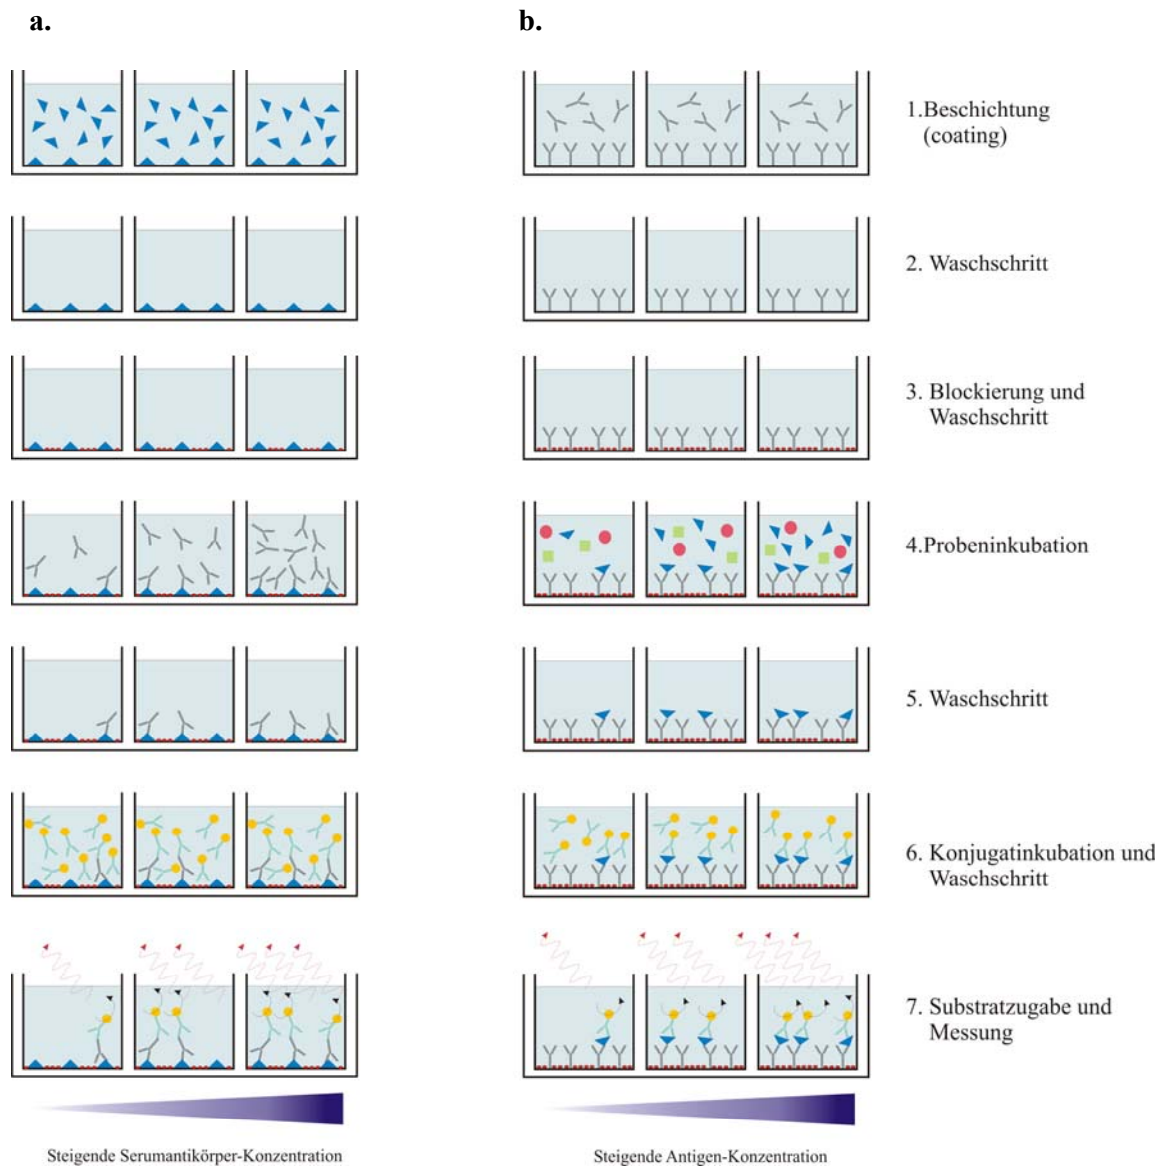 a.
b.
1.Beschichtung
(coating)
2. Waschschritt
3. Blockierung und
Waschschritt
4.Probeninkubation
5. Waschschritt
6. Konjugatinkubation und
Waschschritt
7. Substratzugabe und
Messung
Steigende Serumantikörper-Konzentration
Steigende Antigen-Konzentration